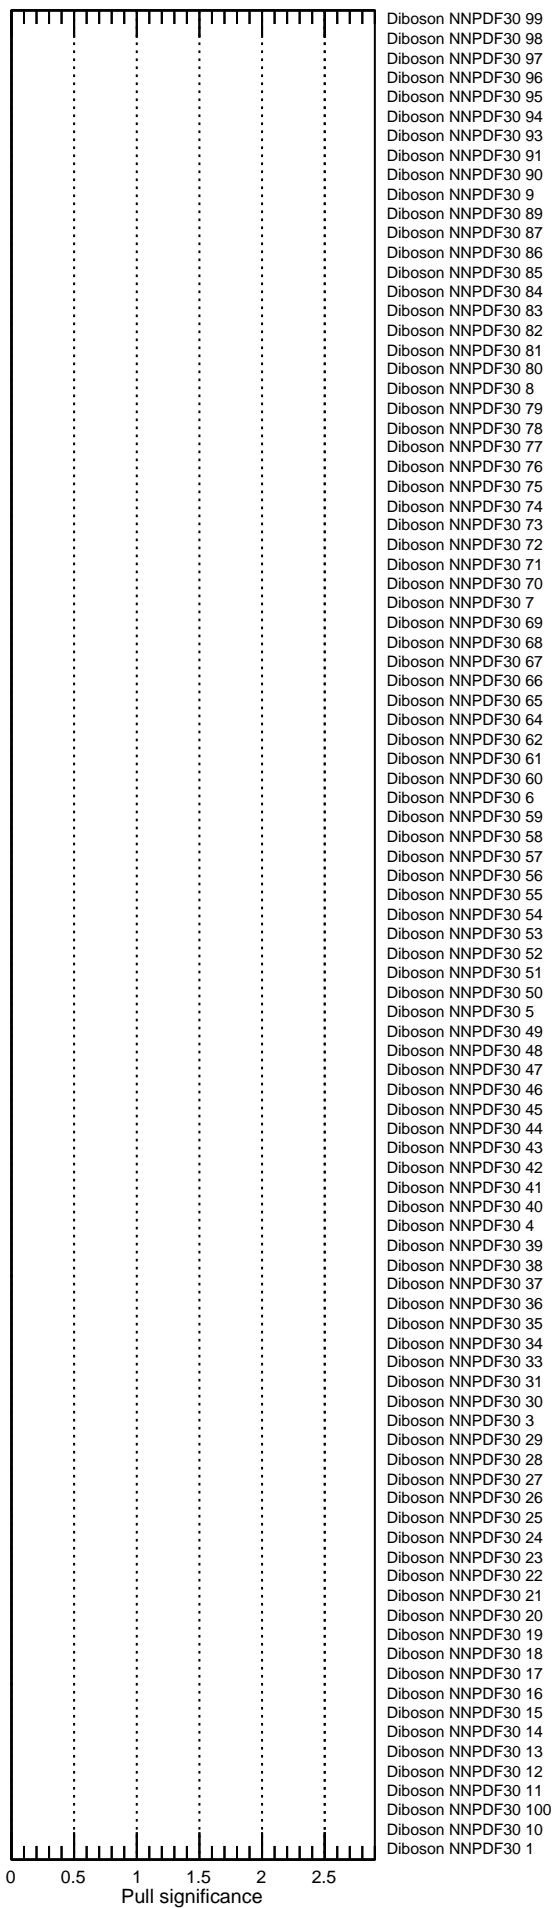 Diboson NNPDF30 99
Diboson NNPDF30 98
Diboson NNPDF30 97
Diboson NNPDF30 96
Diboson NNPDF30 95
Diboson NNPDF30 94
Diboson NNPDF30 93
Diboson NNPDF30 91
Diboson NNPDF30 90
Diboson NNPDF30 9
Diboson NNPDF30 89
Diboson NNPDF30 87
Diboson NNPDF30 86
Diboson NNPDF30 85
Diboson NNPDF30 84
Diboson NNPDF30 83
Diboson NNPDF30 82
Diboson NNPDF30 81
Diboson NNPDF30 80
Diboson NNPDF30 8
Diboson NNPDF30 79
Diboson NNPDF30 78
Diboson NNPDF30 77
Diboson NNPDF30 76
Diboson NNPDF30 75
Diboson NNPDF30 74
Diboson NNPDF30 73
Diboson NNPDF30 72
Diboson NNPDF30 71
Diboson NNPDF30 70
Diboson NNPDF30 7
Diboson NNPDF30 69
Diboson NNPDF30 68
Diboson NNPDF30 67
Diboson NNPDF30 66
Diboson NNPDF30 65
Diboson NNPDF30 64
Diboson NNPDF30 62
Diboson NNPDF30 61
Diboson NNPDF30 60
Diboson NNPDF30 6
Diboson NNPDF30 59
Diboson NNPDF30 58
Diboson NNPDF30 57
Diboson NNPDF30 56
Diboson NNPDF30 55
Diboson NNPDF30 54
Diboson NNPDF30 53
Diboson NNPDF30 52
Diboson NNPDF30 51
Diboson NNPDF30 50
Diboson NNPDF30 5
Diboson NNPDF30 49
Diboson NNPDF30 48
Diboson NNPDF30 47
Diboson NNPDF30 46
Diboson NNPDF30 45
Diboson NNPDF30 44
Diboson NNPDF30 43
Diboson NNPDF30 42
Diboson NNPDF30 41
Diboson NNPDF30 40
Diboson NNPDF30 4
Diboson NNPDF30 39
Diboson NNPDF30 38
Diboson NNPDF30 37
Diboson NNPDF30 36
Diboson NNPDF30 35
Diboson NNPDF30 34
Diboson NNPDF30 33
Diboson NNPDF30 31
Diboson NNPDF30 30
Diboson NNPDF30 3
Diboson NNPDF30 29
Diboson NNPDF30 28
Diboson NNPDF30 27
Diboson NNPDF30 26
Diboson NNPDF30 25
Diboson NNPDF30 24
Diboson NNPDF30 23
Diboson NNPDF30 22
Diboson NNPDF30 21
Diboson NNPDF30 20
Diboson NNPDF30 19
Diboson NNPDF30 18
Diboson NNPDF30 17
Diboson NNPDF30 16
Diboson NNPDF30 15
Diboson NNPDF30 14
Diboson NNPDF30 13
Diboson NNPDF30 12
Diboson NNPDF30 11
Diboson NNPDF30 100
Diboson NNPDF30 10
Diboson NNPDF30 1
0 0.5 1 1.5 2 2.5
Pull significance